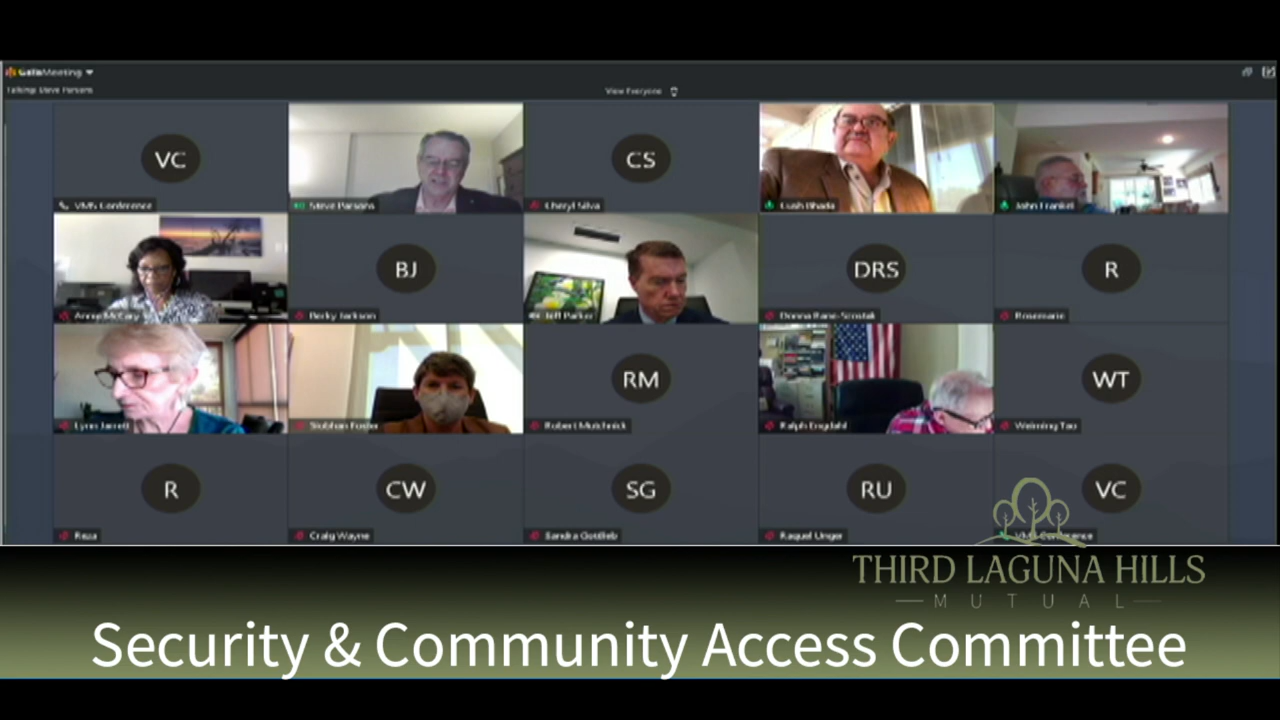 GoToMeeting
Talking: Steve Parsons
View Everyone
VC
CS
VMS Conference
Steve Parsons
Cheryl Silva
Cush Bhada
John Frankel
BJ
DRS
R
Annie McCary
Becky Jackson
Jeff Parker
Donna Rane-Szostak
Rosemarie
RM
WT
Lynn Jarrett
Siobhan Foster
Robert Mutchnick
Ralph Engdahl
Weiming Tao
R
CW
SG
RU
VC
Reza
Craig Wayne
Sandra Gottlieb
Raquel Unger
VMS Conference
THIRD LAGUNA HILLS
MUTUAL
Security & Community Access Committee